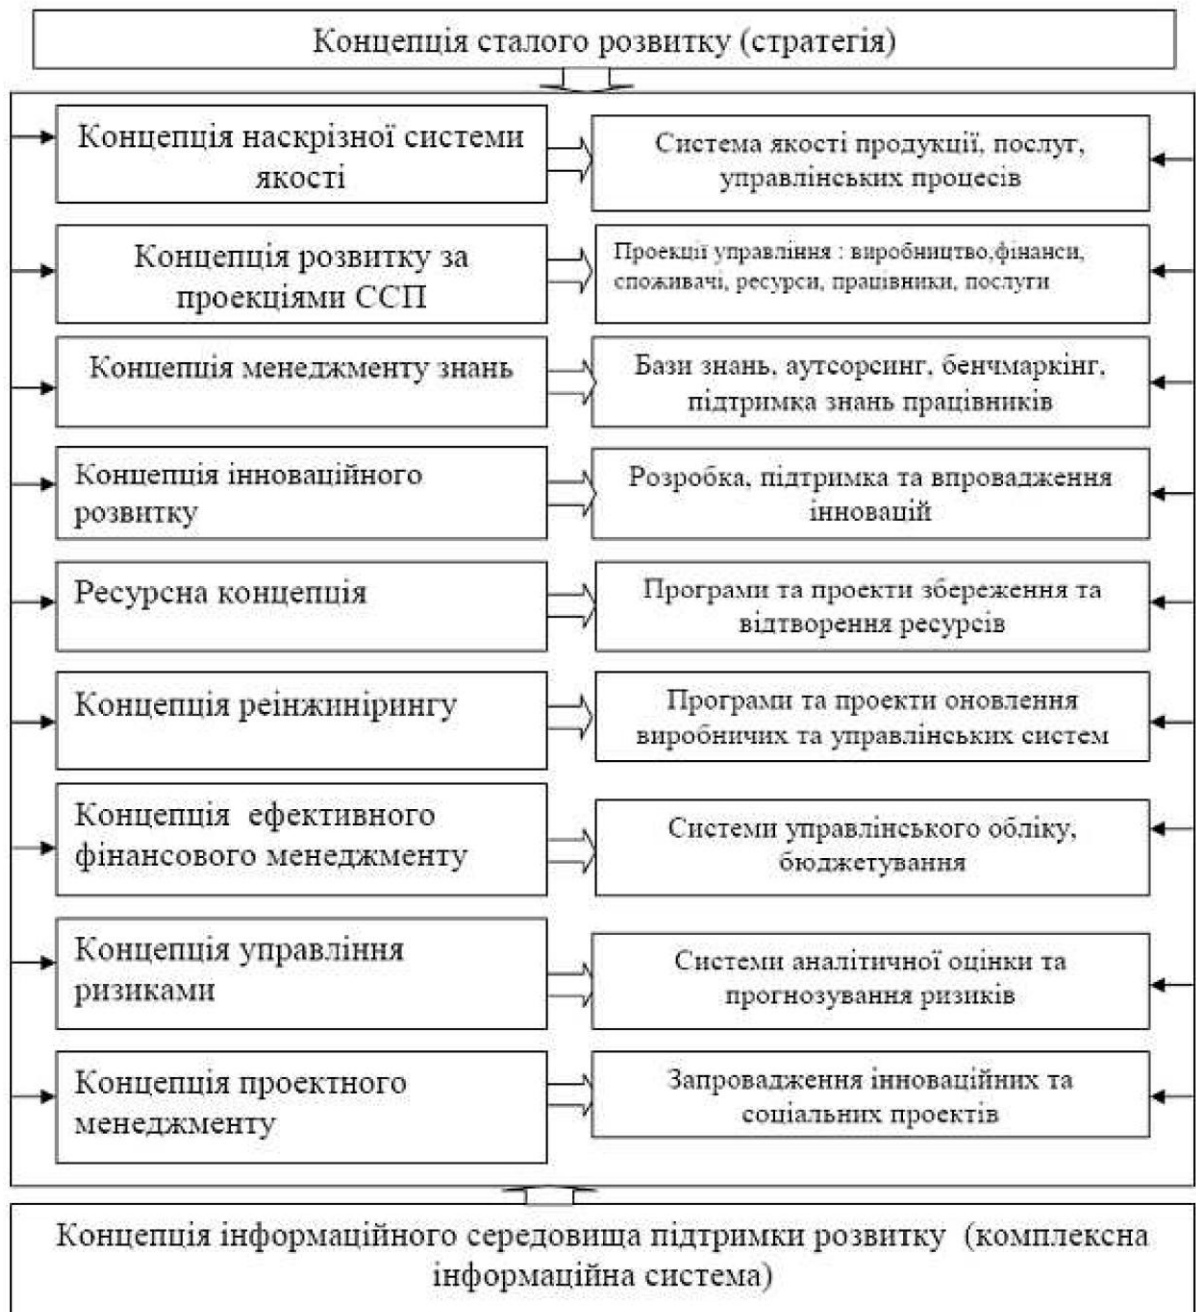 Концепція сталого розвитку (стратегія)
Концепція наскрізної системи
якості
Система якості продукції, послуг,
управлінських процесів
Концепція розвитку за
проекціями ССП
Проекції управління : виробництво,фінанси,
споживачі, ресурси, працівники, послуги
Концепція менеджменту знань
Бази знань, аутсорсинг, бенчмаркінг,
підтримка знань працівників
Концепція інноваційного
розвитку
Розробка, підтримка та впровадження
інновацій
Ресурсна концепція
Програми та проекти збереження та
відтворення ресурсів
Концепція реінжинірингу
Програми та проекти оновлення
виробничих та управлінських систем
Концепція ефективного
фінансового менеджменту
Системи управлінського обліку,
бюджетування
Концепція управління
ризиками
Системи аналітичної оцінки та
прогнозування ризиків
Концепція проектного
менеджменту
Запровадження інноваційних та
соціальних проектів
Концепція інформаційного середовища підтримки розвитку (комплексна
інформаційна система)